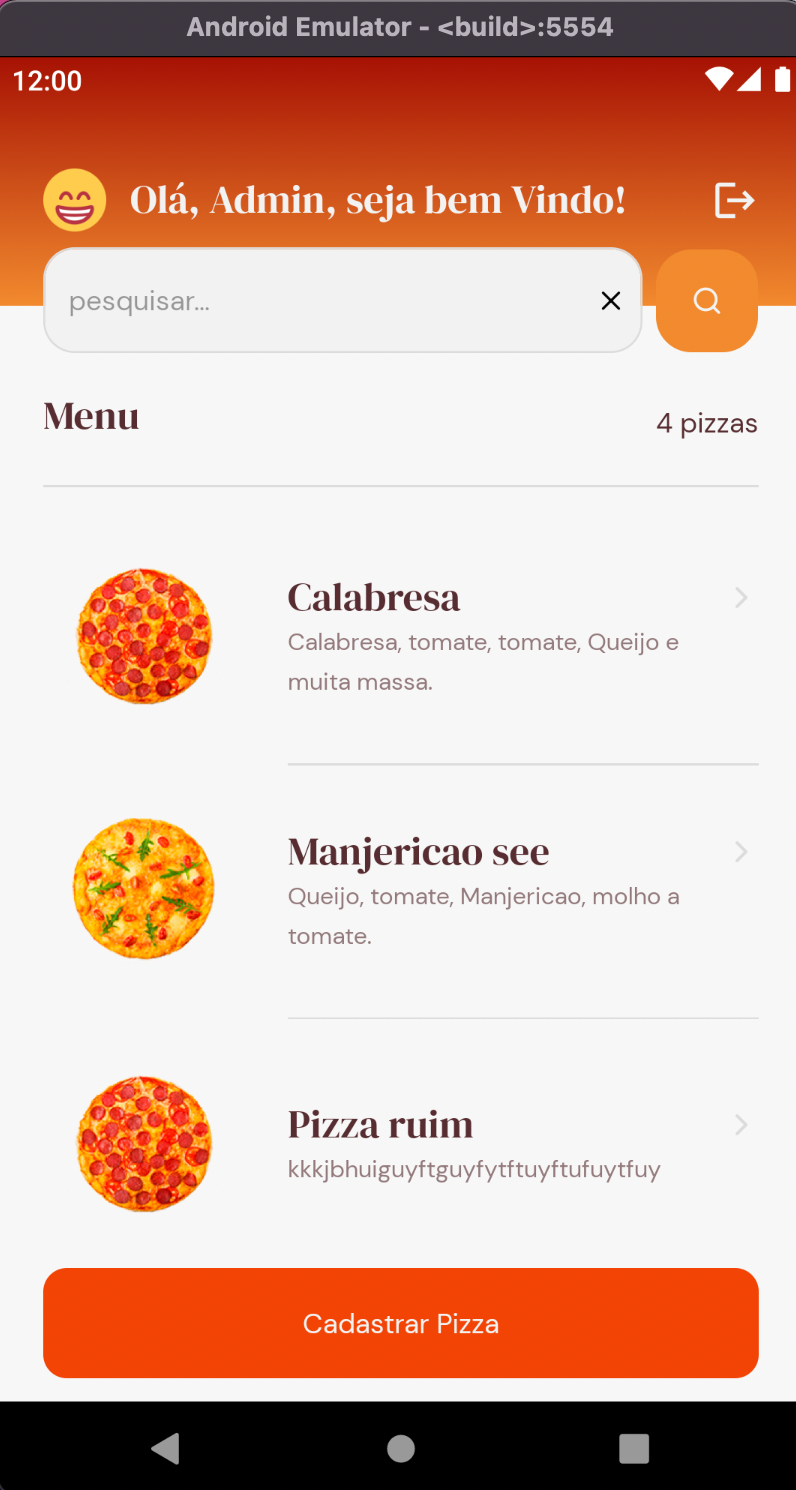 Android Emulator - <build>:5554
12:00
Olá, Admin, seja bem Vindo!
pesquisar...
Menu
4 pizzas
Calabresa
Calabresa, tomate, tomate, Queijo e
muita massa.
Manjericao see
Queijo, tomate, Manjericao, molho a
tomate.
Pizza ruim
kkkjbhuiguyftguyfytftuyftufuytfuy
Cadastrar Pizza